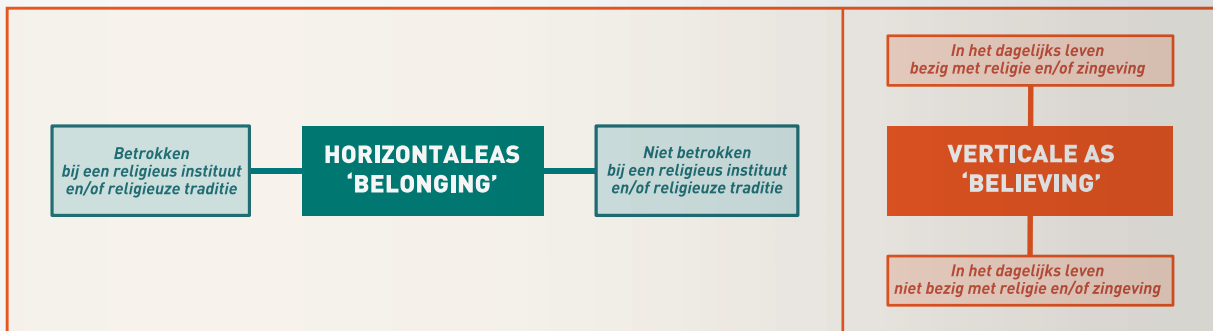 Betrokken
bij een religieus instituut
en/of religieuze traditie
HORIZONTALEAS
‘BELONGING’
Niet betrokken
bij een religieus instituut
en/of religieuze traditie
In het dagelijks leven
bezig met religie en/of zingeving
VERTICALE AS
‘BELIEVING’
In het dagelijks leven
niet bezig met religie en/of zingeving